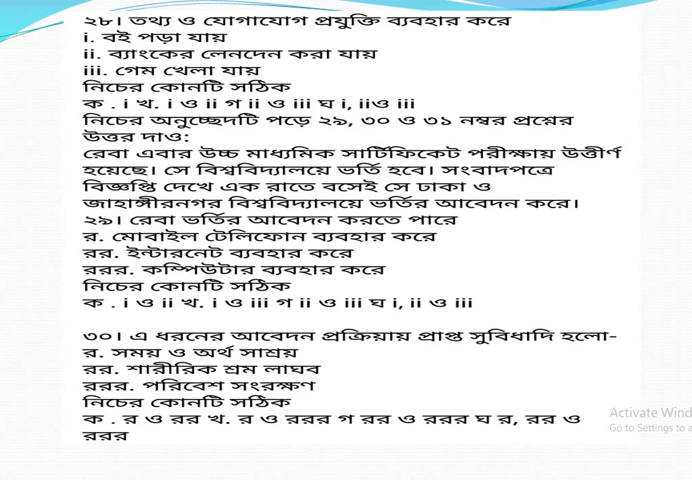 ২৮। তথ্য ও যোগাযোগ প্রযুক্তি ব্যবহার করে
i. বই পড়া যায়
ii. ব্যাংকের লেনদেন করা যায়
iii. গেম খেলা যায়
নিচের কোনটি সঠিক
ক . i খ. i ও ii গ ii ও iii ঘ i, iiও iii
নিচের অনুচ্ছেদটি পড়ে ২৯, ৩০ ও ৩১ নম্বর প্রশ্নের
উত্তর দাও:
রেবা এবার উচ্চ মাধ্যমিক সার্টিফিকেট পরীক্ষায় উত্তীর্ণ
হয়েছে। সে বিশ্ববিদ্যালয়ে ভর্তি হবে। সংবাদপত্রে
বিজ্ঞপ্তি দেখে এক রাতে বসেই সে ঢাকা ও
জাহাঙ্গীরনগর বিশ্ববিদ্যালয়ে ভর্তির আবেদন করে।
২৯। রেবা ভর্তির আবেদন করতে পারে
র. মোবাইল টেলিফোন ব্যবহার করে
রর. ইন্টারনেট ব্যবহার করে
ররর. কম্পিউটার ব্যবহার করে
নিচের কোনটি সঠিক
ক . i ও ii খ. i ও iii গ ii ও iii ঘ i, ii ও iii
৩০। এ ধরনের আবেদন প্রক্রিয়ায় প্রাপ্ত সুবিধাদি হলো-
র. সময় ও অর্থ সাশ্রয়
রর. শারীরিক শ্রম লাঘব
ররর. পরিবেশ সংরক্ষণ
নিচের কোনটি সঠিক
ক . র ও রর খ. র ও ররর গ রর ও ররর ঘ র, রর ও
ররর
Activate Wind
Go to Settings to a